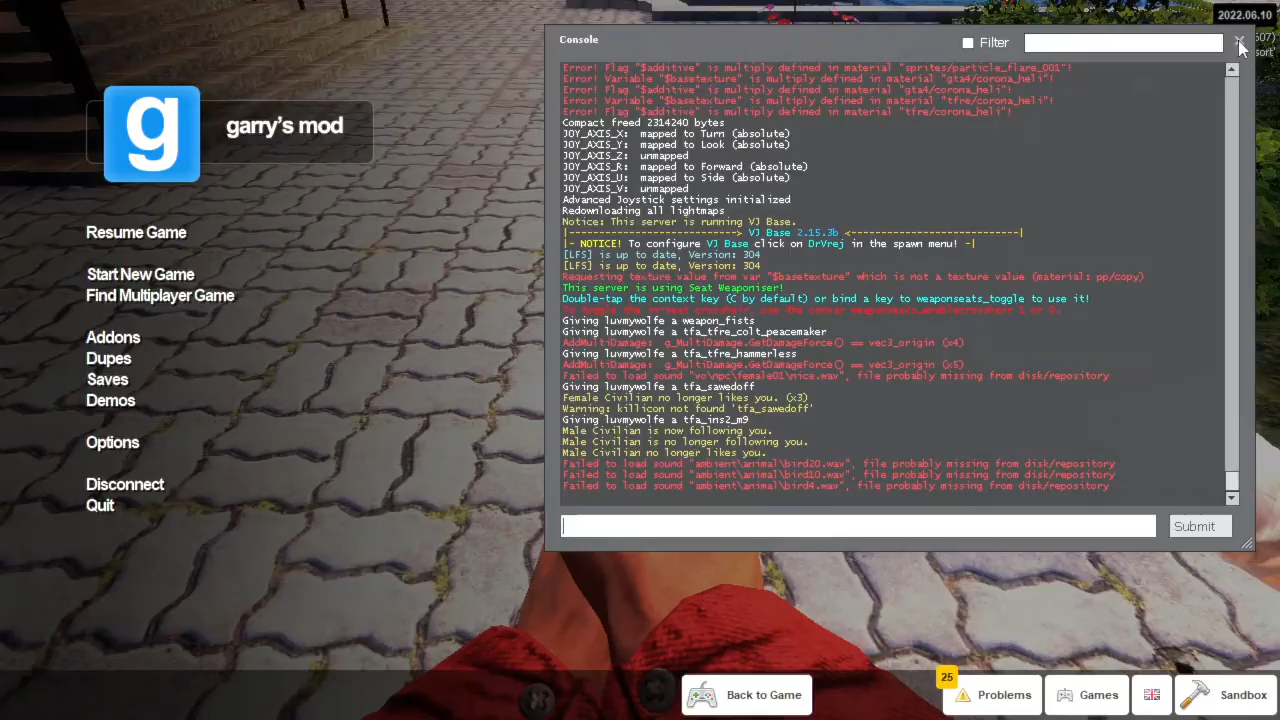 2022.06.10
607)
sort
g
garry's mod
Resume Game
Start New Game
Find Multiplayer Game
Addons
Dupes
Saves
Demos
Options
Disconnect
Quit
Console
Filter
Error! Flag "$additive" is multiply defined in material "sprites/particle_flare_001"!
Error! Variable "$basetexture" is multiply defined in material "gta4/corona_heli"!
Error! Flag "$additive" is multiply defined in material "gta4/corona_heli"!
Error! Variable "$basetexture" is multiply defined in material "tfre/corona_heli"!
Error! Flag "$additive" is multiply defined in material "tfre/corona_heli"!
Compact freed 2314240 bytes
JOY_AXIS_X:  mapped to Turn (absolute)
JOY_AXIS_Y:  mapped to Look (absolute)
JOY_AXIS_Z:  unmapped
JOY_AXIS_R:  mapped to Forward (absolute)
JOY_AXIS_U:  mapped to Side (absolute)
JOY_AXIS_V:  unmapped
Advanced Joystick settings initialized
Redownloading all lightmaps
Notice: This server is running VJ Base.
|--------------------------> VJ Base 2.15.3b <--------------------------|
|- NOTICE! To configure VJ Base click on DrVrej in the spawn menu! -|
[LFS] is up to date, Version: 304
[LFS] is up to date, Version: 304
Requesting texture value from var "$basetexture" which is not a texture value (material: pp/copy)
This server is using Seat Weaponiser!
Double-tap the context key (C by default) or bind a key to weaponseats_toggle to use it!
To toggle the on-seat crosshair, use the convar weaponseats_enablecrosshair 1 or 0.
Giving luvmywolfe a weapon_fists
Giving luvmywolfe a tfa_tfre_colt_peacemaker
AddMultiDamage:  g_MultiDamage.GetDamageForce() == vec3_origin (x4)
Giving luvmywolfe a tfa_tfre_hammerless
AddMultiDamage:  g_MultiDamage.GetDamageForce() == vec3_origin (x5)
Failed to load sound "vo\npc\female01\nice.wav", file probably missing from disk/repository
Giving luvmywolfe a tfa_sawedoff
Female Civilian no longer likes you. (x3)
Warning: killicon not found 'tfa_sawedoff'
Giving luvmywolfe a tfa_ins2_m9
Male Civilian is now following you.
Male Civilian is no longer following you.
Male Civilian no longer likes you.
Failed to load sound "ambient\animal\bird20.wav", file probably missing from disk/repository
Failed to load sound "ambient\animal\bird10.wav", file probably missing from disk/repository
Failed to load sound "ambient\animal\bird4.wav", file probably missing from disk/repository
Submit
Back to Game
25
Problems
Games
Sandbox